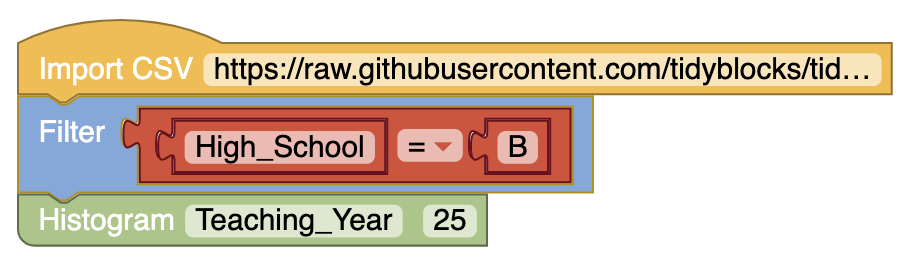 Import CSV https://raw.githubusercontent.com/tidyblocks/tid…
Filter High_School = B
Histogram Teaching_Year 25